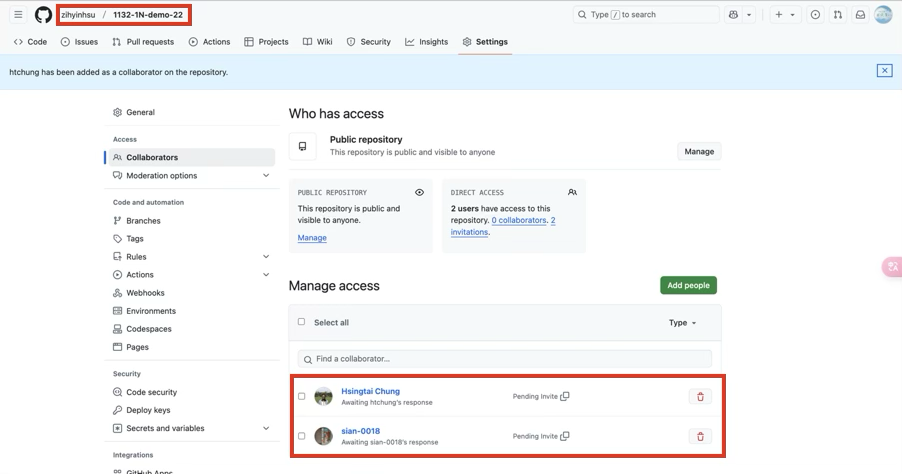 zihyinhsu / 1132-1N-demo-22
Type / to search
Code
Issues
Pull requests
Actions
Projects
Wiki
Security
Insights
Settings
htchung has been added as a collaborator on the repository.
General
Access
Collaborators
Moderation options
Code and automation
Branches
Tags
Rules
Actions
Webhooks
Environments
Codespaces
Pages
Security
Code security
Deploy keys
Secrets and variables
Integrations
GitHub Apps
Who has access
Public repository
This repository is public and visible to anyone
Manage
PUBLIC REPOSITORY
This repository is public and
visible to anyone.
Manage
DIRECT ACCESS
2 users have access to this
repository. 0 collaborators. 2
invitations.
Manage access
Add people
Select all
Type
Find a collaborator...
Hsingtai Chung
Awaiting htchung's response
Pending Invite
sian-0018
Awaiting sian-0018's response
Pending Invite